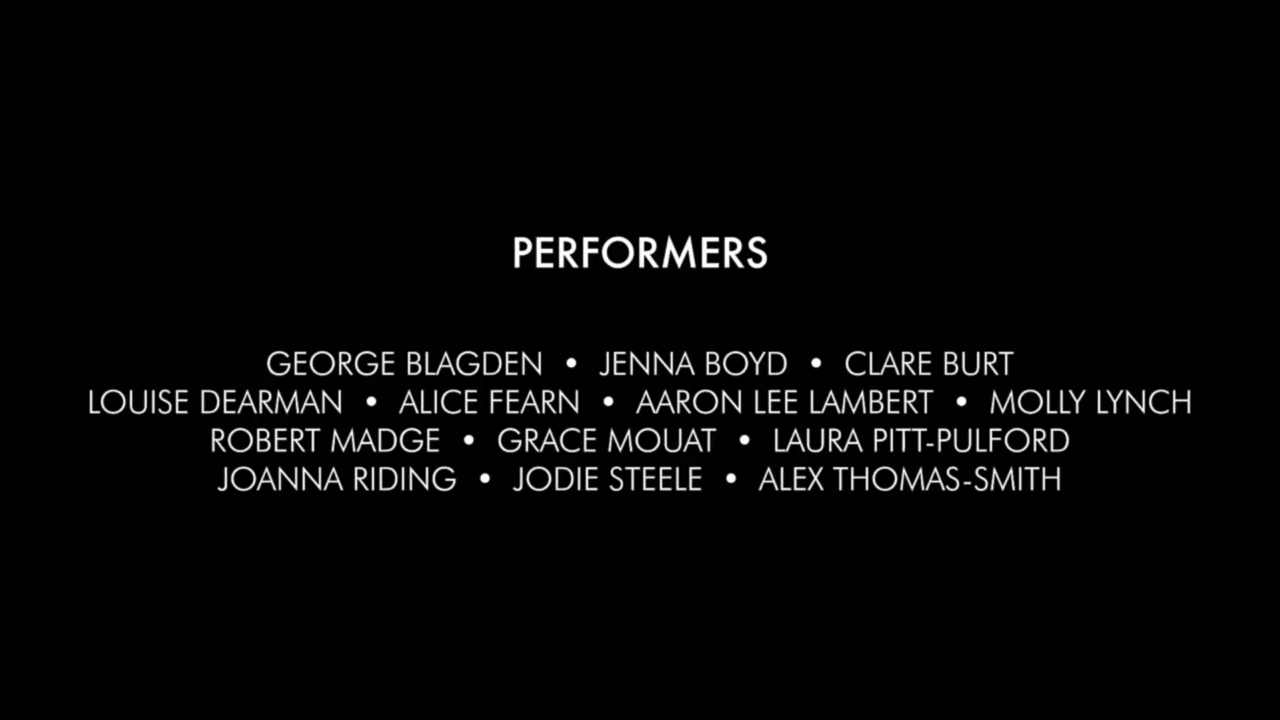 PERFORMERS
GEORGE BLAGDEN • JENNA BOYD • CLARE BURT
LOUISE DEARMAN • ALICE FEARN • AARON LEE LAMBERT • MOLLY LYNCH
ROBERT MADGE • GRACE MOUAT • LAURA PITT-PULFORD
JOANNA RIDING • JODIE STEELE • ALEX THOMAS-SMITH